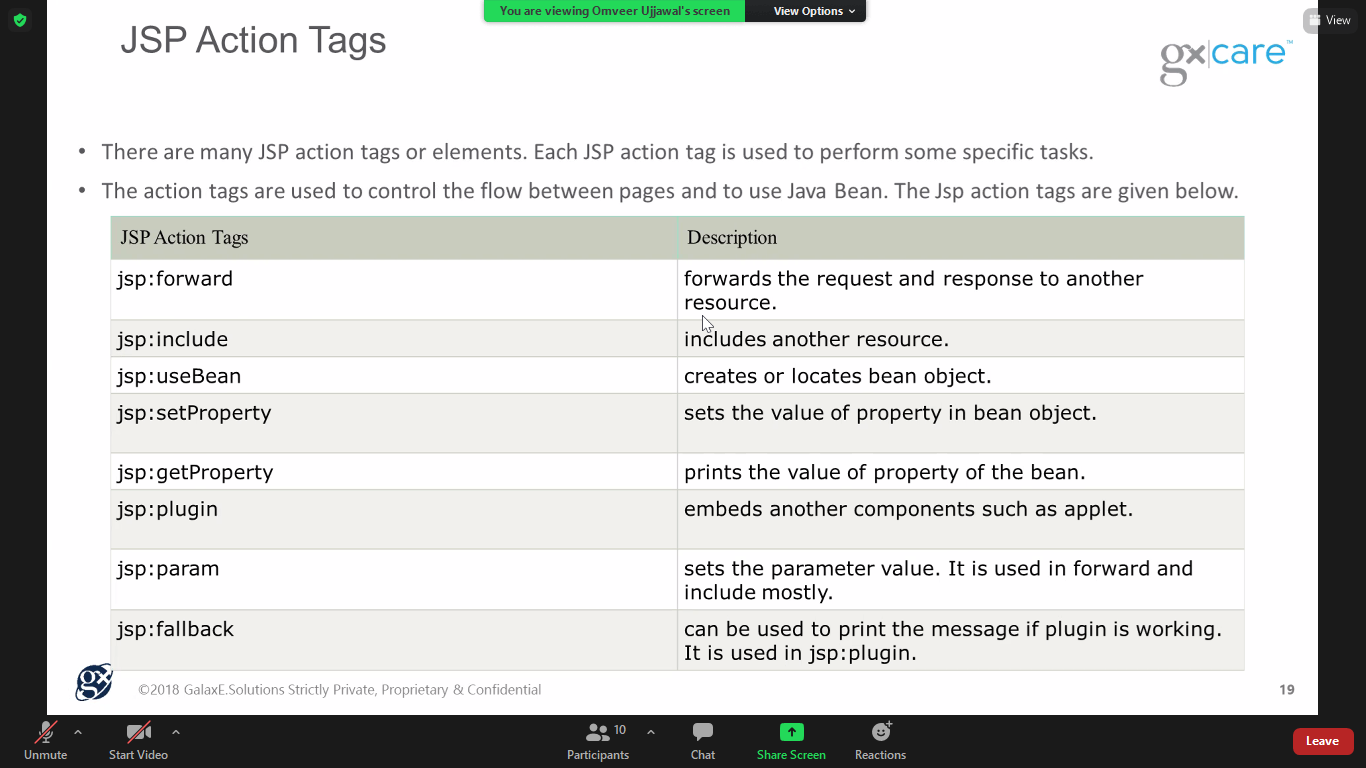 You are viewing Omveer Ujjawal's screen
View Options
View
JSP Action Tags
gxcare™
• There are many JSP action tags or elements. Each JSP action tag is used to perform some specific tasks.
• The action tags are used to control the flow between pages and to use Java Bean. The Jsp action tags are given below.
JSP Action Tags
Description
jsp:forward
forwards the request and response to another
resource.
jsp:include
includes another resource.
jsp:useBean
creates or locates bean object.
jsp:setProperty
sets the value of property in bean object.
jsp:getProperty
prints the value of property of the bean.
jsp:plugin
embeds another components such as applet.
jsp:param
sets the parameter value. It is used in forward and
include mostly.
jsp:fallback
can be used to print the message if plugin is working.
It is used in jsp:plugin.
gx
©2018 GalaxE.Solutions Strictly Private, Proprietary & Confidential
19
Unmute
Start Video
10
Participants
Chat
Share Screen
Reactions
Leave